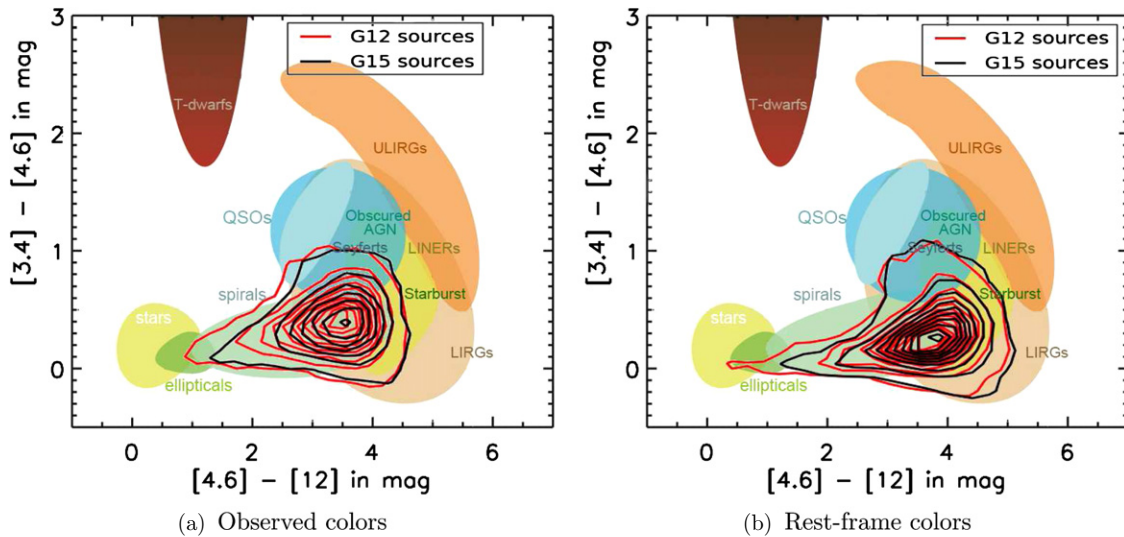 [3.4] - [4.6] in mag
3
2
1
0
0
2
4
6
[4.6] - [12] in mag
G12 sources
G15 sources
T-dwarfs
ULIRGs
QSOs
Obscured
AGN
Seyferts
LINERs
spirals
Starburst
stars
LIRGs
ellipticals
(a) Observed colors
[3.4] - [4.6] in mag
3
2
1
0
0
2
4
6
[4.6] - [12] in mag
G12 sources
G15 sources
T-dwarfs
ULIRGs
QSOs
Obscured
AGN
Seyferts
LINERs
spirals
Starburst
stars
LIRGs
ellipticals
(b) Rest-frame colors